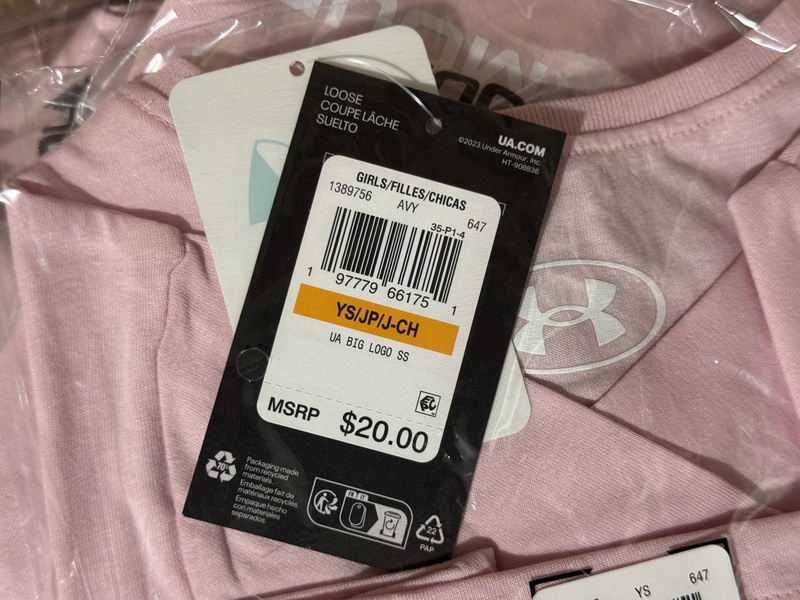 LOOSE
COUPE LÂCHE
SUELTO
UA.COM
©2023 Under Armour, Inc.
HT-908836
GIRLS/FILLES/CHICAS
1389756 AVY 647
35-P1-4
1 97779 66175 1
YS/JP/J-CH
UA BIG LOGO SS
MSRP $20.00
70%
Packaging made
from recycled
materials.
Emballage fait de
matériaux recyclés.
Empaque hecho
con materiales
separados.
FR
22
PAP
YS 647